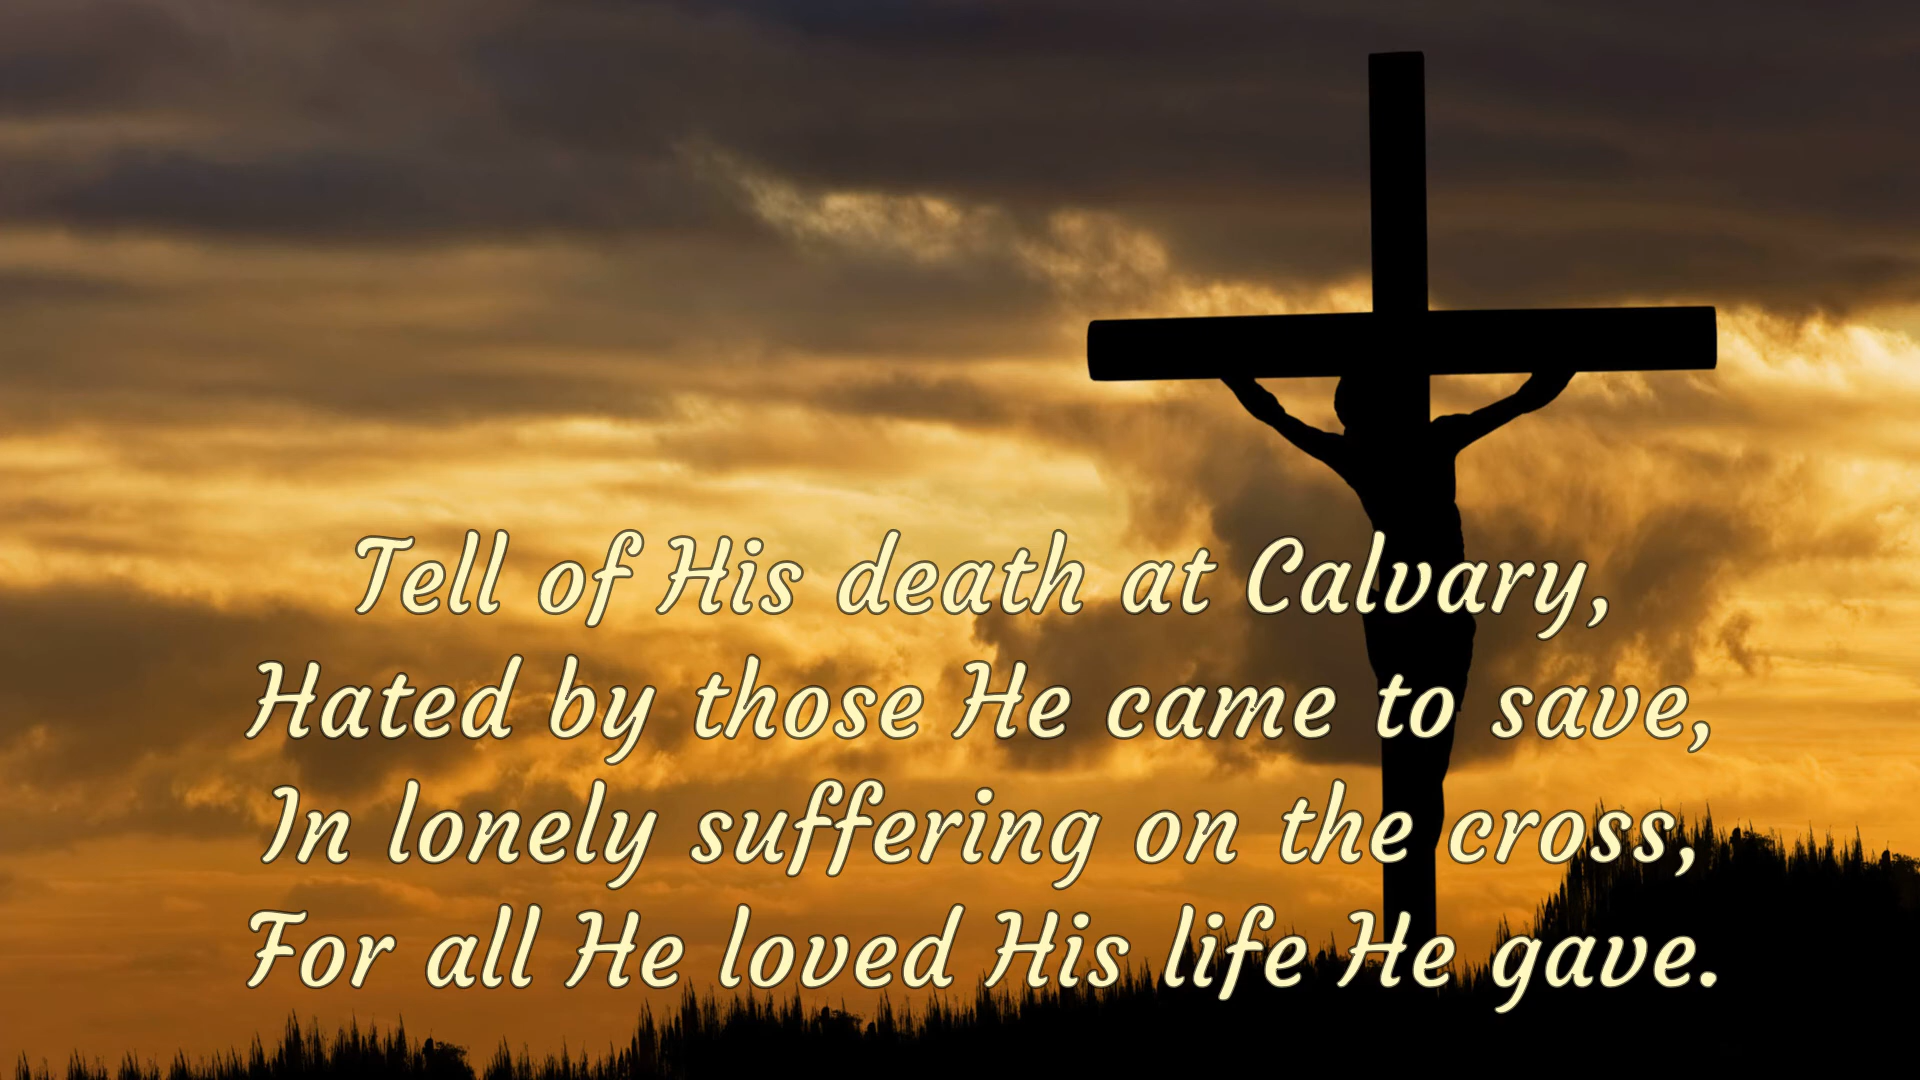 Tell of His death at Calvary,
Hated by those He came to save,
In lonely suffering on the cross,
For all He loved His life He gave.